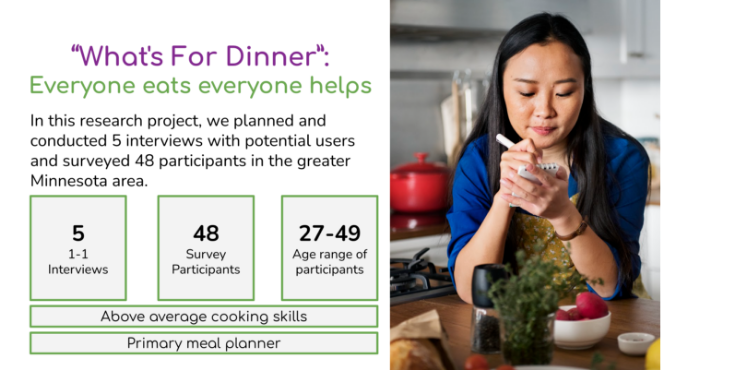 “What's For Dinner”:
Everyone eats everyone helps
In this research project, we planned and
conducted 5 interviews with potential users
and surveyed 48 participants in the greater
Minnesota area.
5
1-1
Interviews
48
Survey
Participants
27-49
Age range of
participants
Above average cooking skills
Primary meal planner